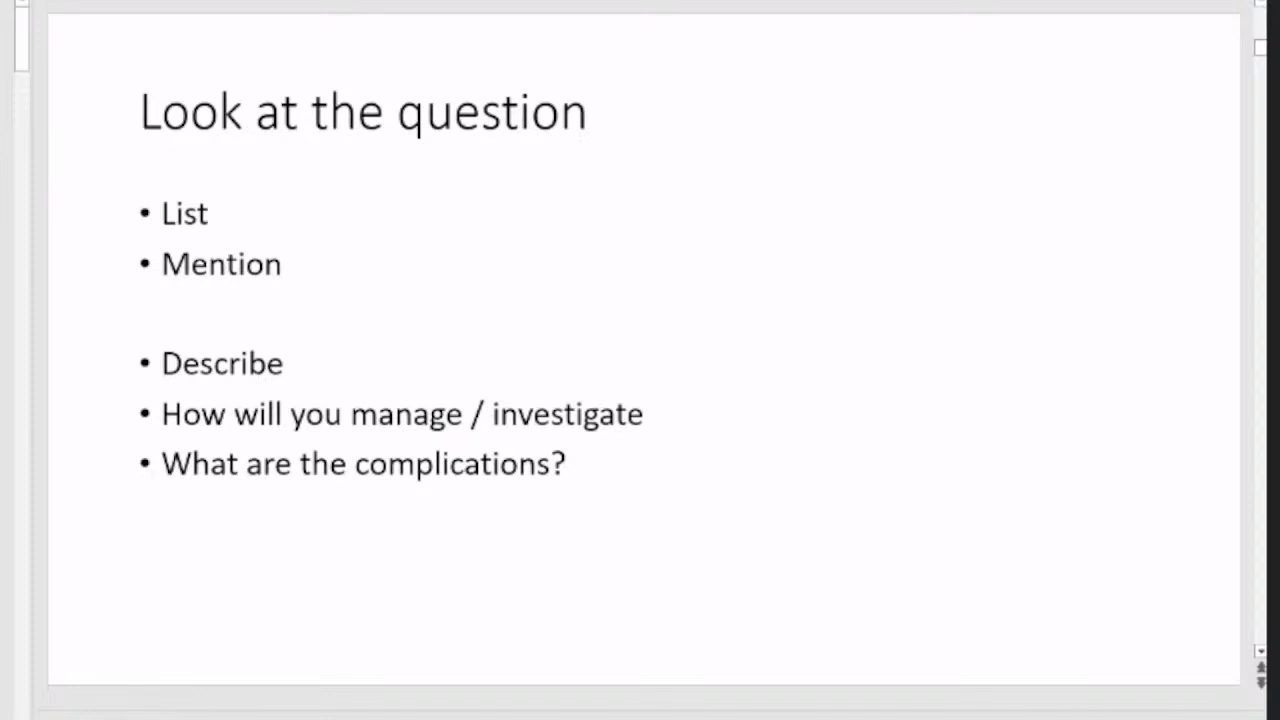 Look at the question
• List
• Mention
• Describe
• How will you manage / investigate
• What are the complications?